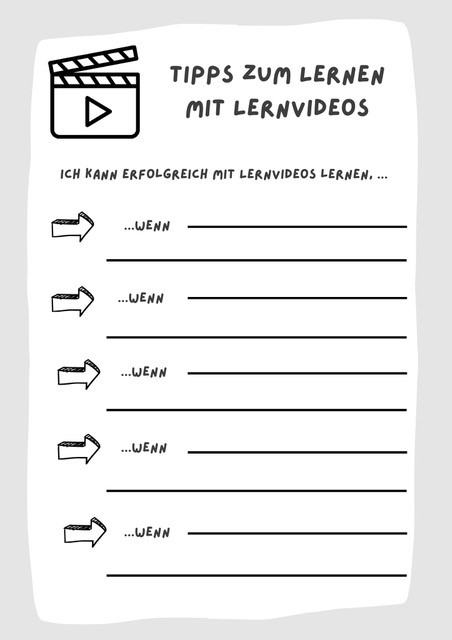 TIPPS ZUM LERNEN
MIT LERNVIDEOS
ICH KANN ERFOLGREICH MIT LERNVIDEOS LERNEN, ...
...WENN
...WENN
...WENN
...WENN
...WENN